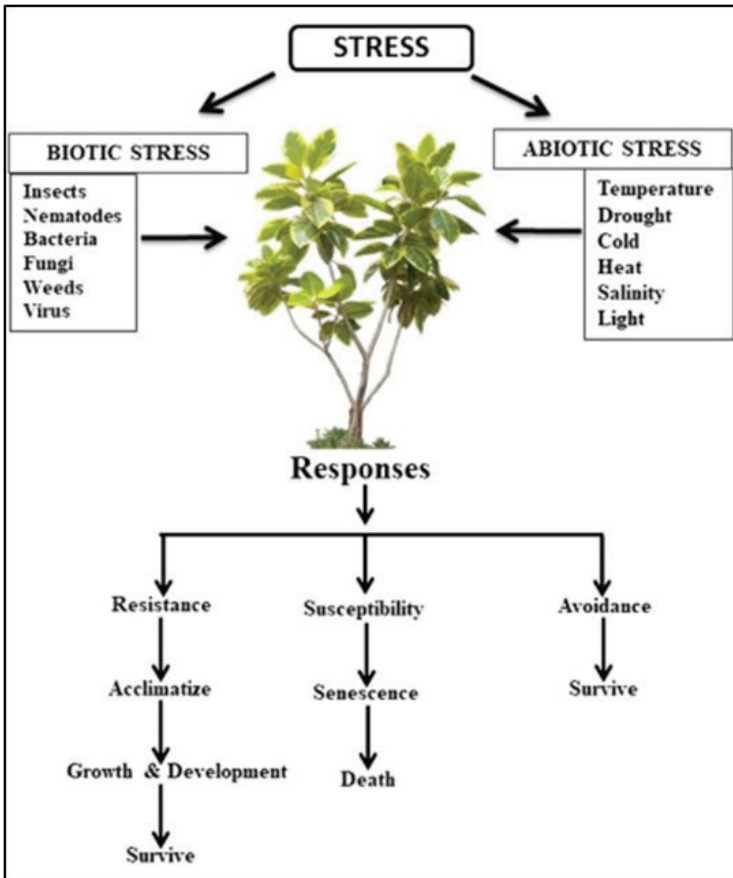 STRESS
BIOTIC STRESS
Insects
Nematodes
Bacteria
Fungi
Weeds
Virus
ABIOTIC STRESS
Temperature
Drought
Cold
Heat
Salinity
Light
Responses
Resistance
Acclimatize
Growth & Development
Survive
Susceptibility
Senescence
Death
Avoidance
Survive